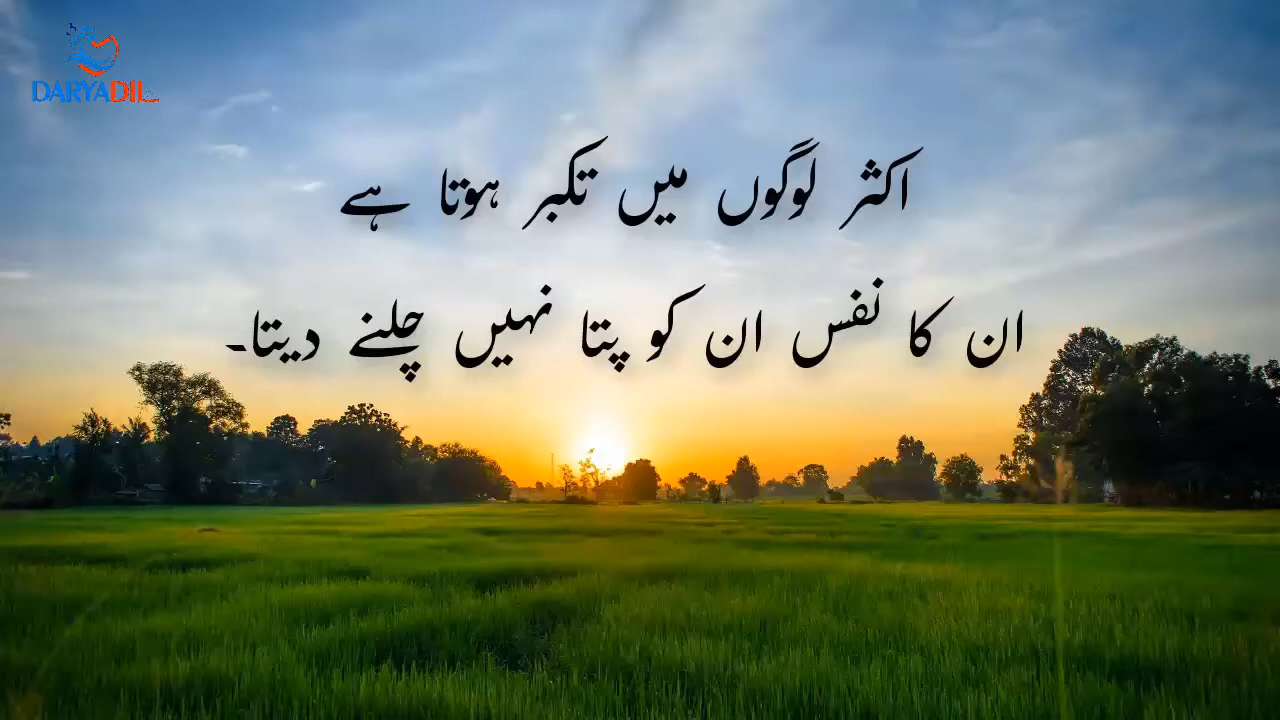 DARYADIL
اکثر لوگوں میں تکبر ہوتا ہے
ان کا نفس ان کو پتا نہیں چلنے دیتا۔